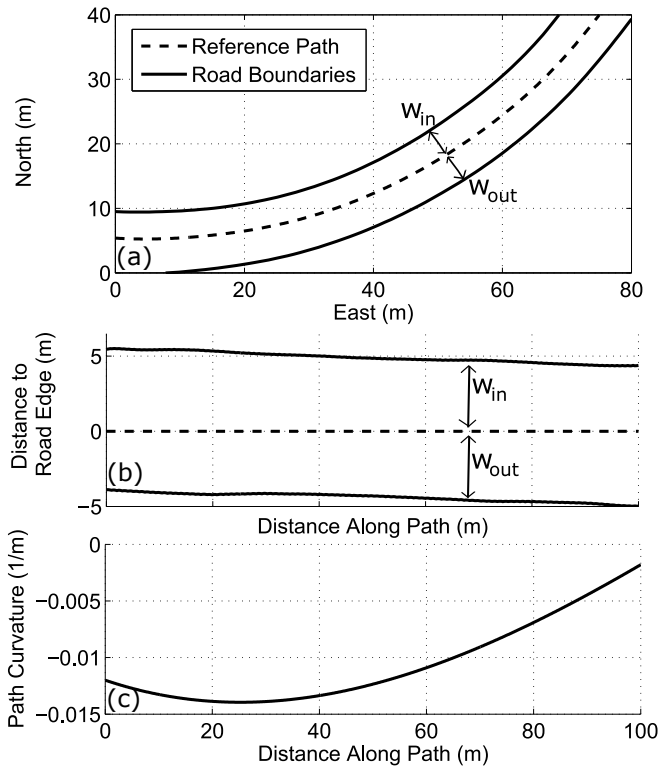 40
30
20
10
0
North (m)
Reference Path
Road Boundaries
W_in
W_out
(a)
0 20 40 60 80
East (m)
5
0
−5
Distance to
Road Edge (m)
W_in
W_out
(b)
Distance Along Path (m)
0
−0.005
−0.01
−0.015
Path Curvature (1/m)
(c)
0 20 40 60 80 100
Distance Along Path (m)